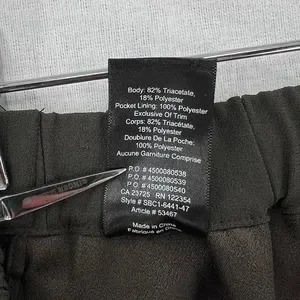 Body: 82% Triacetate,
18% Polyester
Pocket Lining: 100%
Polyester
Exclusive Of Trim
Corps: 82% Triacétate,
18% Polyester
Doublure De La Poche:
100% Polyester
Aucune Garniture Comprise
P.O # 4500080538
P.O # 4500080539
P.O # 4500080540
CA 23725 RN 122354
Style # SBC1-6441-47
Article # 53467
Made in China
Fabriqué en Chine